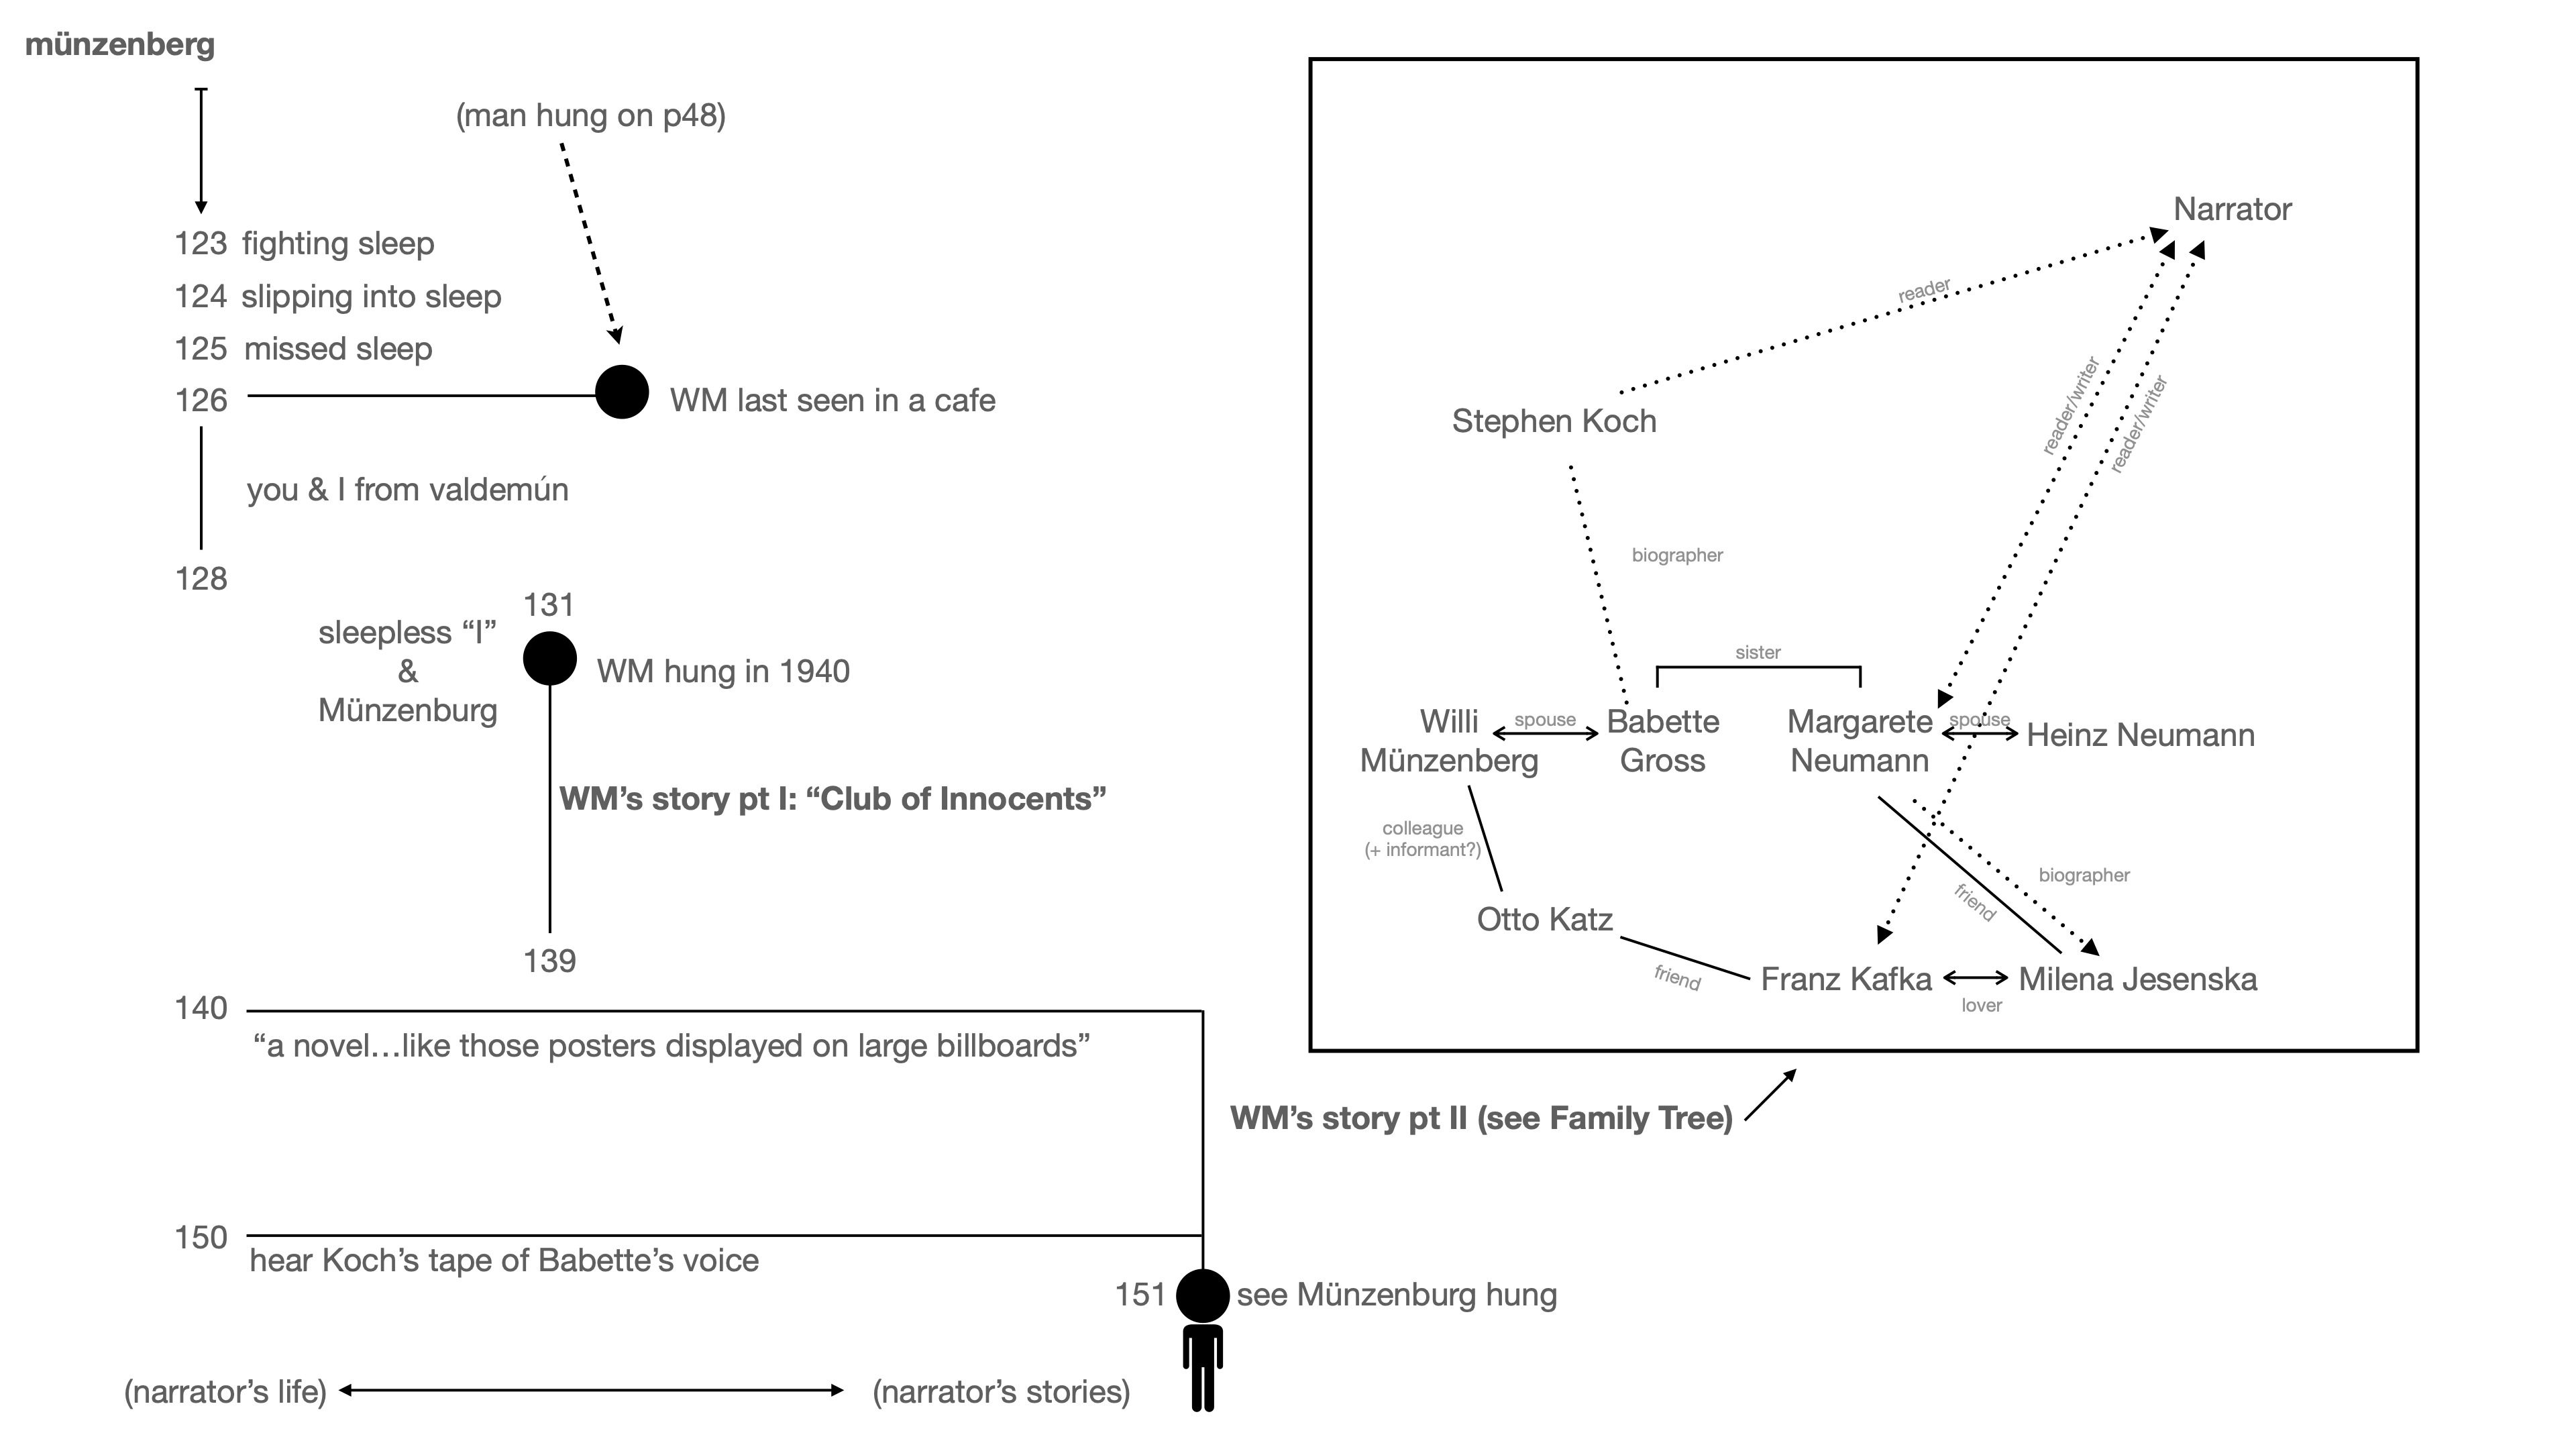 münzenberg
(man hung on p48)
123 fighting sleep
124 slipping into sleep
125 missed sleep
126
WM last seen in a cafe
you & I from valdemún
128
131
sleepless “I”
&
Münzenburg
WM hung in 1940
WM’s story pt I: “Club of Innocents”
139
140
“a novel…like those posters displayed on large billboards”
WM’s story pt II (see Family Tree)
150
hear Koch’s tape of Babette’s voice
151
see Münzenburg hung
(narrator’s life)
(narrator’s stories)
Narrator
reader
Stephen Koch
reader/writer
reader/writer
biographer
sister
Willi
Münzenberg
spouse
Babette
Gross
Margarete
Neumann
spouse
Heinz Neumann
colleague
(+ informant?)
biographer
friend
Otto Katz
friend
Franz Kafka
lover
Milena Jesenska